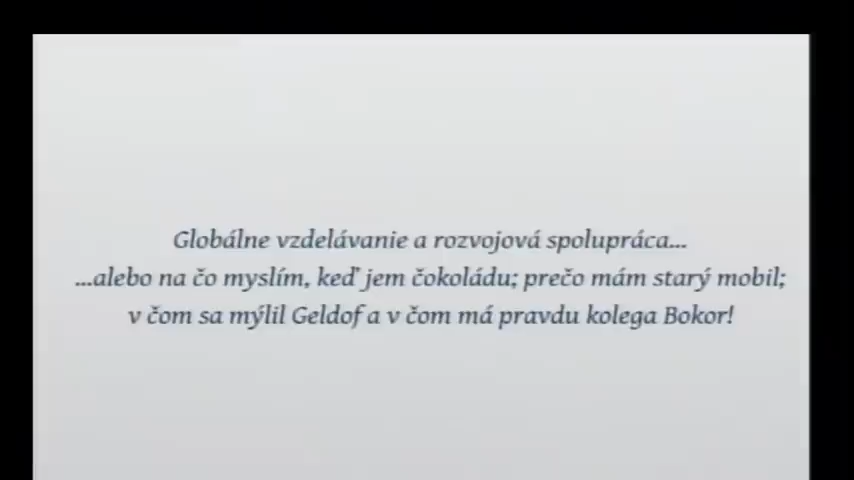 Globálne vzdelávanie a rozvojová spolupráca...
...alebo na čo myslím, keď jem čokoládu; prečo mám starý mobil;
v čom sa mýlil Geldof a v čom má pravdu kolega Bokor!